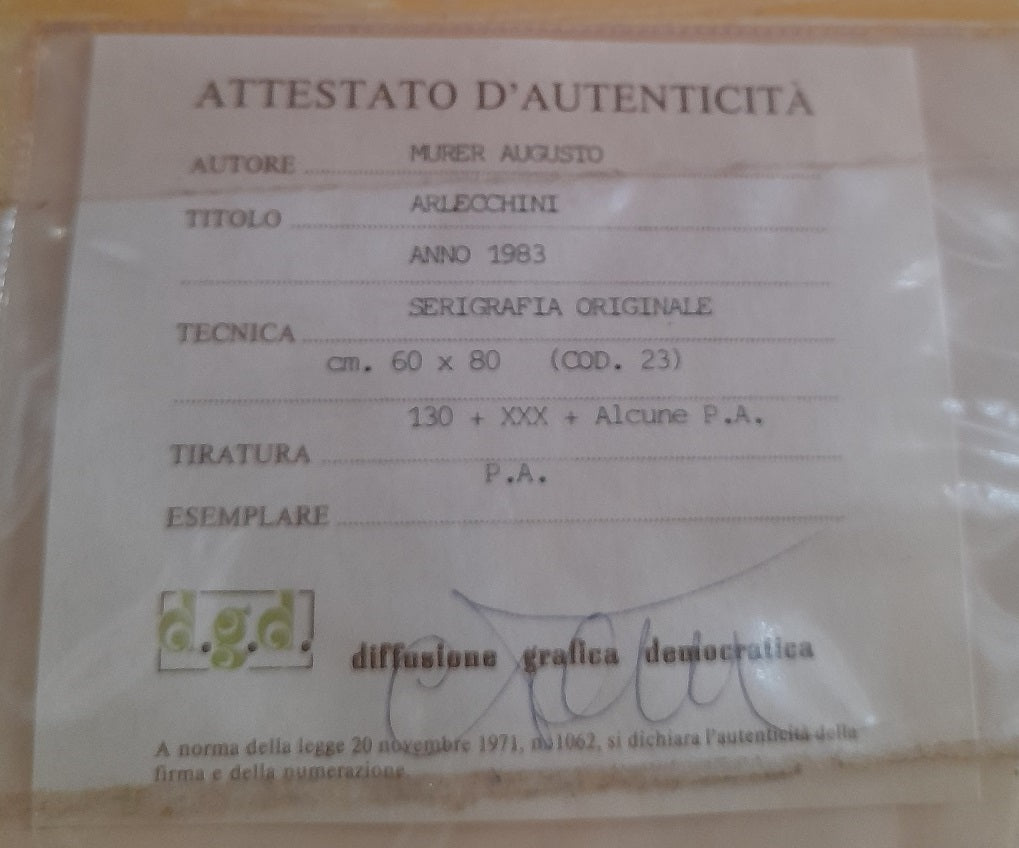 ATTESTATO D'AUTENTICITÀ
AUTORE MURER AUGUSTO
TITOLO ARLECCHINI
ANNO 1983
TECNICA SERIGRAFIA ORIGINALE
cm. 60 x 80 (COD. 23)
TIRATURA 130 + XXX + Alcune P.A.
ESEMPLARE P.A.
d.g.d. diffusione grafica democratica
A norma della legge 20 novembre 1971, n. 1062, si dichiara l'autenticità della
firma e della numerazione.